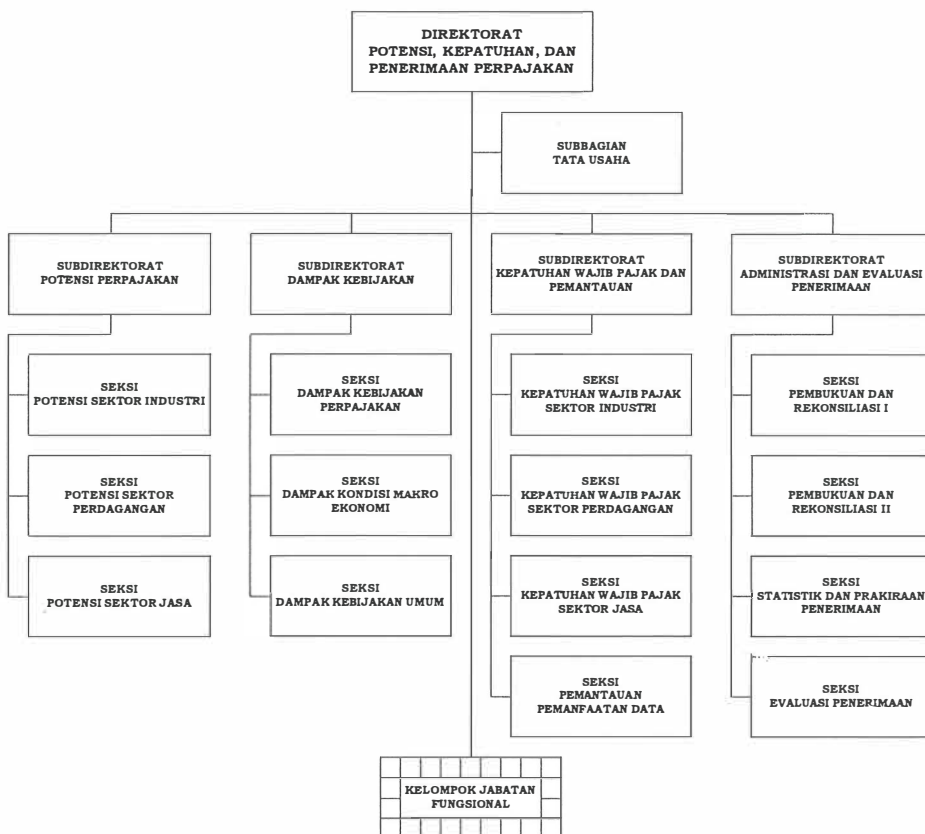 DIREKTORAT
POTENSI, KEPATUHAN, DAN
PENERIMAAN PERPAJAKAN
SUBBAGIAN
TATA USAHA
SUBDIREKTORAT
POTENSI PERPAJAKAN
SUBDIREKTORAT
DAMPAK KEBIJAKAN
SUBDIREKTORAT
KEPATUHAN WAJIB PAJAK DAN
PEMANTAUAN
SUBDIREKTORAT
ADMINISTRASI DAN EVALUASI
PENERIMAAN
SEKSI
POTENSI SEKTOR INDUSTRI
SEKSI
DAMPAK KEBIJAKAN
PERPAJAKAN
SEKSI
KEPATUHAN WAJIB PAJAK
SEKTOR INDUSTRI
SEKSI
PEMBUKUAN DAN
REKONSILIASI I
SEKSI
POTENSI SEKTOR
PERDAGANGAN
SEKSI
DAMPAK KONDISI MAKRO
EKONOMI
SEKSI
KEPATUHAN WAJIB PAJAK
SEKTOR PERDAGANGAN
SEKSI
PEMBUKUAN DAN
REKONSILIASI II
SEKSI
POTENSI SEKTOR JASA
SEKSI
DAMPAK KEBIJAKAN UMUM
SEKSI
KEPATUHAN WAJIB PAJAK
SEKTOR JASA
SEKSI
STATISTIK DAN PRAKIRAAN
PENERIMAAN
SEKSI
PEMANTAUAN
PEMANFAATAN DATA
SEKSI
EVALUASI PENERIMAAN
KELOMPOK JABATAN
FUNGSIONAL